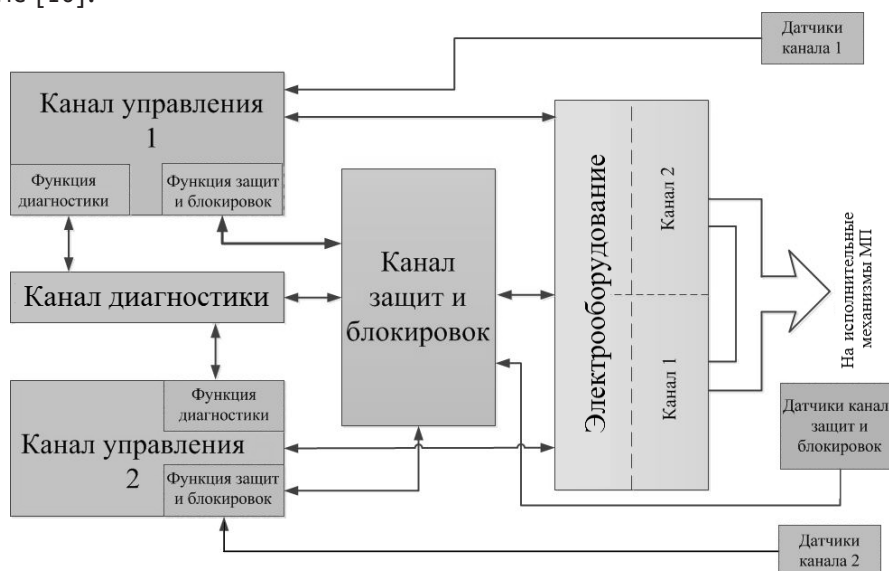 Датчики
канала 1
Канал управления
1
Функция
диагностики
Функция защит
и блокировок
Канал диагностики
Канал
защит и
блокировок
Электрооборудование
Канал 2
Канал 1
На исполнительные
механизмы МП
Функция
диагностики
Канал управления
2
Функция защит
и блокировок
Датчики канал
защит и
блокировок
Датчики
канала 2